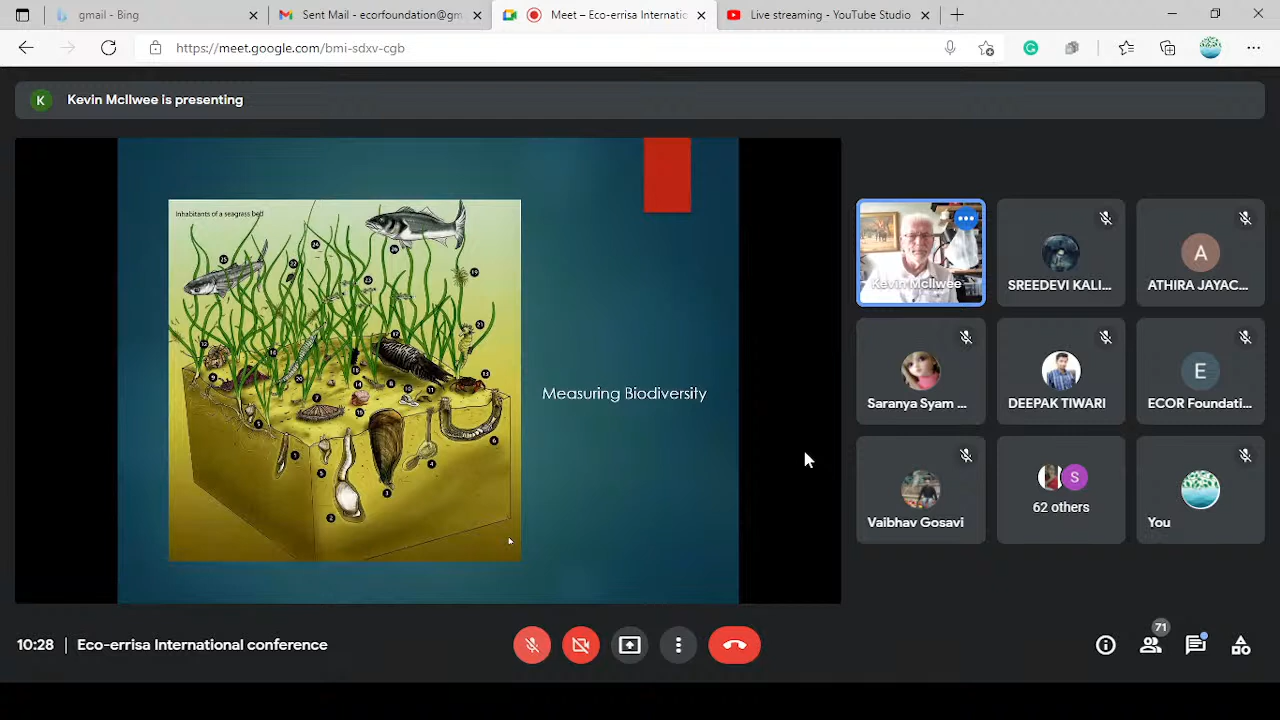 gmail - Bing
Sent Mail - ecorfoundation@gm
Meet – Eco-errisa Internatio
Live streaming - YouTube Studio
https://meet.google.com/bmi-sdxv-cgb
K
Kevin McIlwee is presenting
Inhabitants of a seagrass bed
Measuring Biodiversity
Kevin McIlwee
SREEDEVI KALI...
A
ATHIRA JAYAC...
Saranya Syam ...
DEEPAK TIWARI
E
ECOR Foundati...
Vaibhav Gosavi
S
62 others
You
10:28
Eco-errisa International conference
71